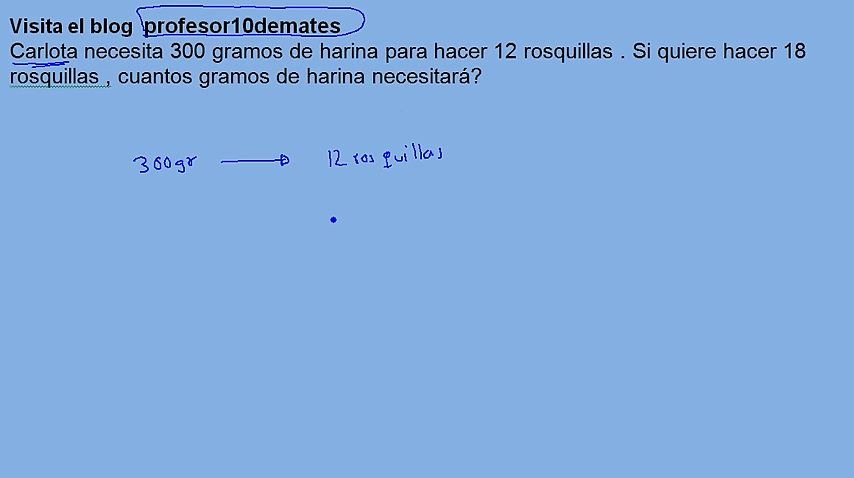 Visita el blog profesor10demates
Carlota necesita 300 gramos de harina para hacer 12 rosquillas . Si quiere hacer 18
rosquillas , cuantos gramos de harina necesitará?
300gr → 12 rosquillas